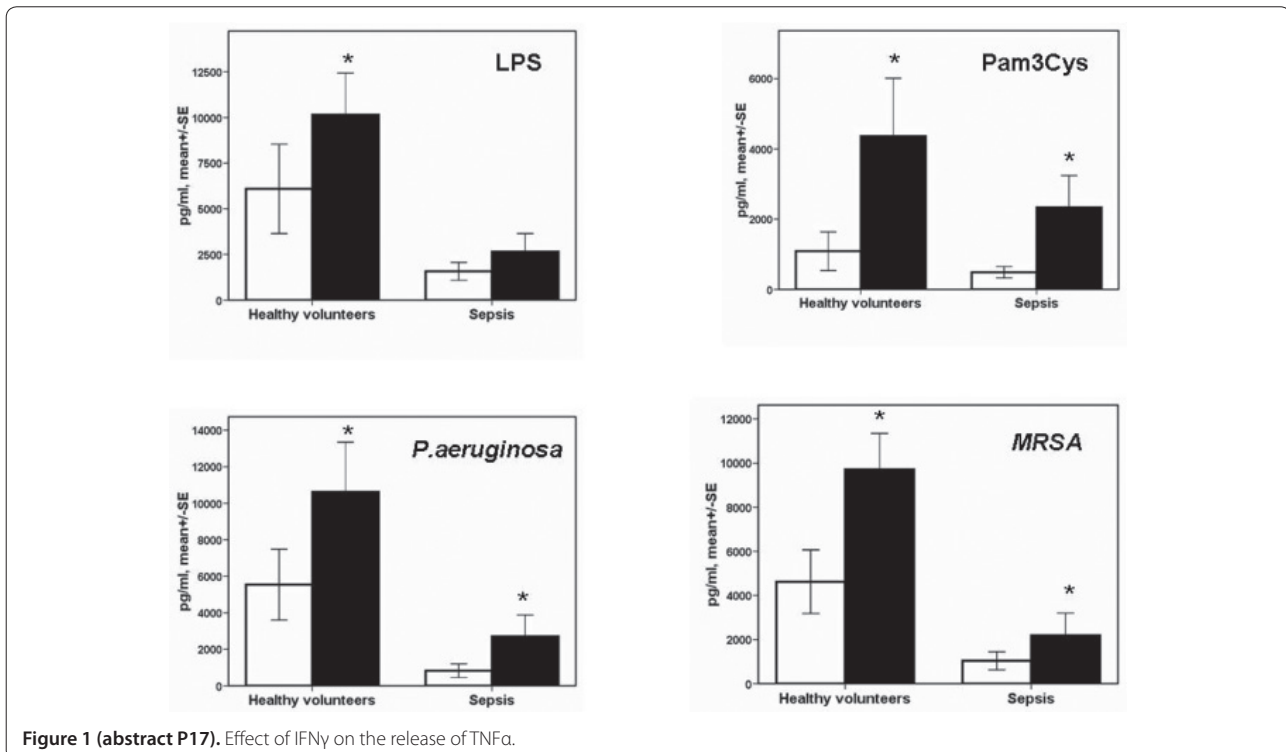 LPS
*
pg/ml, mean+/-SE
12500
10000
7500
5000
2500
0
Healthy volunteers
Sepsis
Pam3Cys
*
*
pg/ml, mean+/-SE
6000
4000
2000
0
Healthy volunteers
Sepsis
P.aeruginosa
*
*
pg/ml, mean+/-SE
14000
12000
10000
8000
6000
4000
2000
0
Healthy volunteers
Sepsis
MRSA
*
*
pg/ml, mean+/-SE
12000
10000
8000
6000
4000
2000
0
Healthy volunteers
Sepsis
Figure 1 (abstract P17). Effect of IFNγ on the release of TNFα.